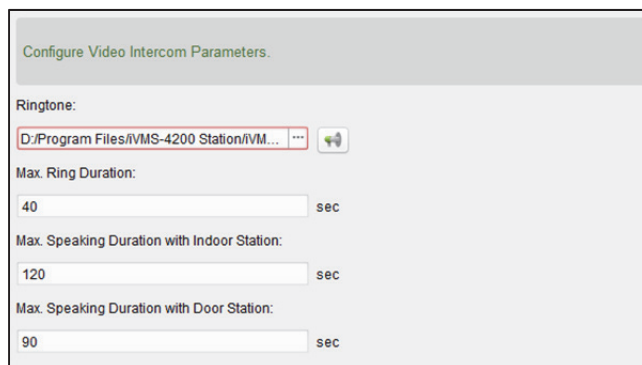 Configure Video Intercom Parameters.
Ringtone:
D:/Program Files/iVMS-4200 Station/iVM... ...
Max. Ring Duration:
40 sec
Max. Speaking Duration with Indoor Station:
120 sec
Max. Speaking Duration with Door Station:
90 sec